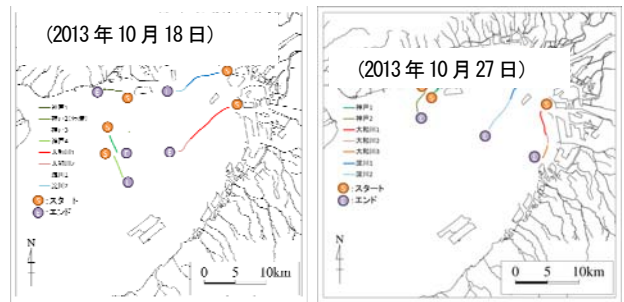 (2013年10月18日)
神戸4
S:スタート
E:エンド
N
0 5 10km
(2013年10月27日)
神戸1
神戸2
大和川1
大和川2
大和川3
淀川1
淀川2
S:スタート
E:エンド
N
0 5 10km